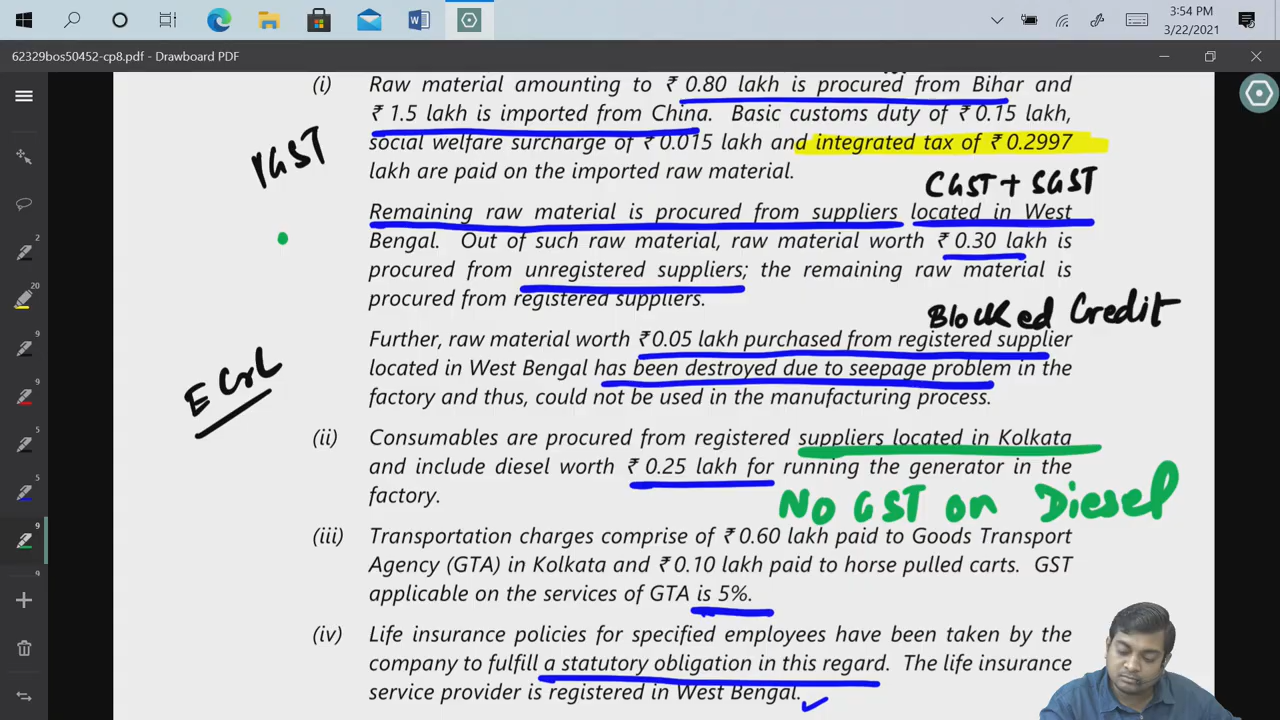 3:54 PM
3/22/2021
62329bos50452-cp8.pdf - Drawboard PDF
(i) Raw material amounting to ₹ 0.80 lakh is procured from Bihar and
₹ 1.5 lakh is imported from China. Basic customs duty of ₹ 0.15 lakh,
social welfare surcharge of ₹ 0.015 lakh and integrated tax of ₹ 0.2997
lakh are paid on the imported raw material.
IGST
CGST + SGST
Remaining raw material is procured from suppliers located in West
Bengal. Out of such raw material, raw material worth ₹ 0.30 lakh is
procured from unregistered suppliers; the remaining raw material is
procured from registered suppliers.
Blocked Credit
Further, raw material worth ₹0.05 lakh purchased from registered supplier
located in West Bengal has been destroyed due to seepage problem in the
factory and thus, could not be used in the manufacturing process.
E CrL
(ii) Consumables are procured from registered suppliers located in Kolkata
and include diesel worth ₹ 0.25 lakh for running the generator in the
factory.
No GST on Diesel
(iii) Transportation charges comprise of ₹ 0.60 lakh paid to Goods Transport
Agency (GTA) in Kolkata and ₹ 0.10 lakh paid to horse pulled carts. GST
applicable on the services of GTA is 5%.
(iv) Life insurance policies for specified employees have been taken by the
company to fulfill a statutory obligation in this regard. The life insurance
service provider is registered in West Bengal.
2
20
9
9
5
5
9
9